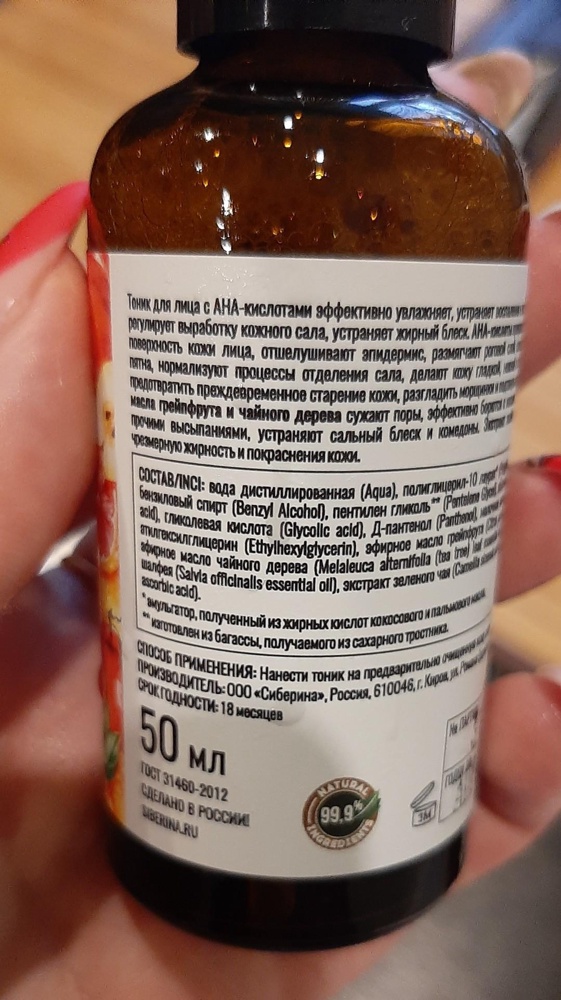 Тоник для лица с АНА-кислотами эффективно увлажняет, устраняет
регулирует выработку кожного сала, устраняет жирный блеск. АНА-кислоты
поверхность кожи лица, отшелушивают эпидермис, размягчают роговой
пятна, нормализуют процессы отделения сала, делают кожу гладкой,
предотвратить преждевременное старение кожи, разгладить морщинки и
масла грейпфрута и чайного дерева сужают поры, эффективно борются с
прочими высыпаниями, устраняют сальный блеск и комедоны. Экстракт
чрезмерную жирность и покраснения кожи.
СОСТАВ/INCI: вода дистиллированная (Aqua), полиглицерил-10
бензиловый спирт (Benzyl Alcohol), пентилен гликоль** (Pentylene Glycol),
acid), гликолевая кислота (Glycolic acid), Д-пантенол (Panthenol),
этилгексилглицерин (Ethylhexylglycerin), эфирное масло грейпфрута
эфирное масло чайного дерева (Melaleuca alternifolia (tea tree)
шалфея (Salvia officinalis essential oil), экстракт зеленого чая (Camellia
ascorbic acid).
* эмульгатор, полученный из жирных кислот кокосового и пальмового масла.
** изготовлен из багассы, получаемого из сахарного тростника.
СПОСОБ ПРИМЕНЕНИЯ: Нанести тоник на предварительно очищенную
ПРОИЗВОДИТЕЛЬ: ООО «Сиберина», Россия, 610046, г. Киров, ул.
СРОК ГОДНОСТИ: 18 месяцев
50 мл
ГОСТ 31460-2012
СДЕЛАНО В РОССИИ!
SIBERINA.RU
NATURAL
99,9%
INGREDIENTS
3М